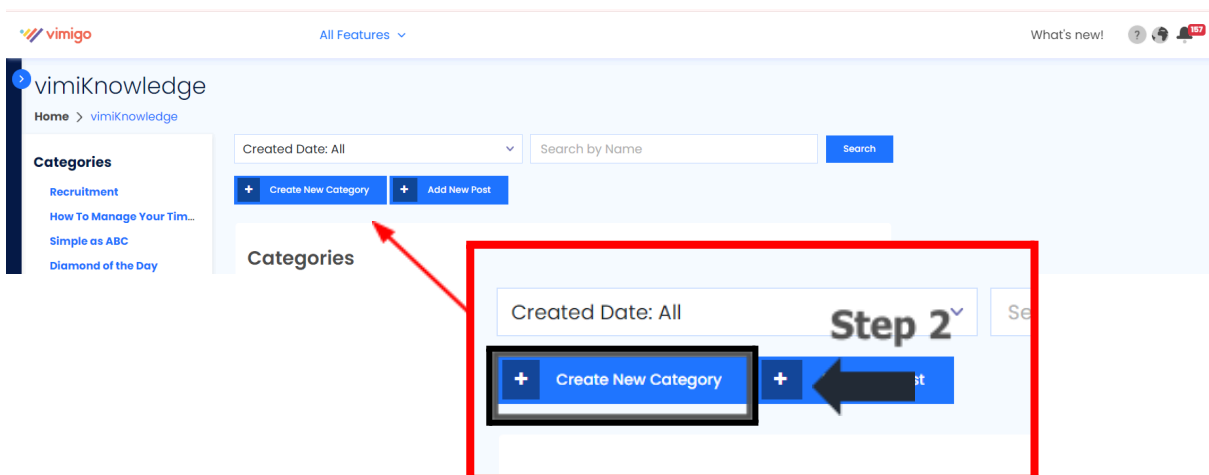 vimigo
All Features
What's new!
?
157
vimiKnowledge
Home > vimiKnowledge
Categories
Recruitment
How To Manage Your Tim...
Simple as ABC
Diamond of the Day
Created Date: All
Search by Name
Search
+ Create New Category
+ Add New Post
Categories
Created Date: All
Se
Step 2
+ Create New Category
+ st